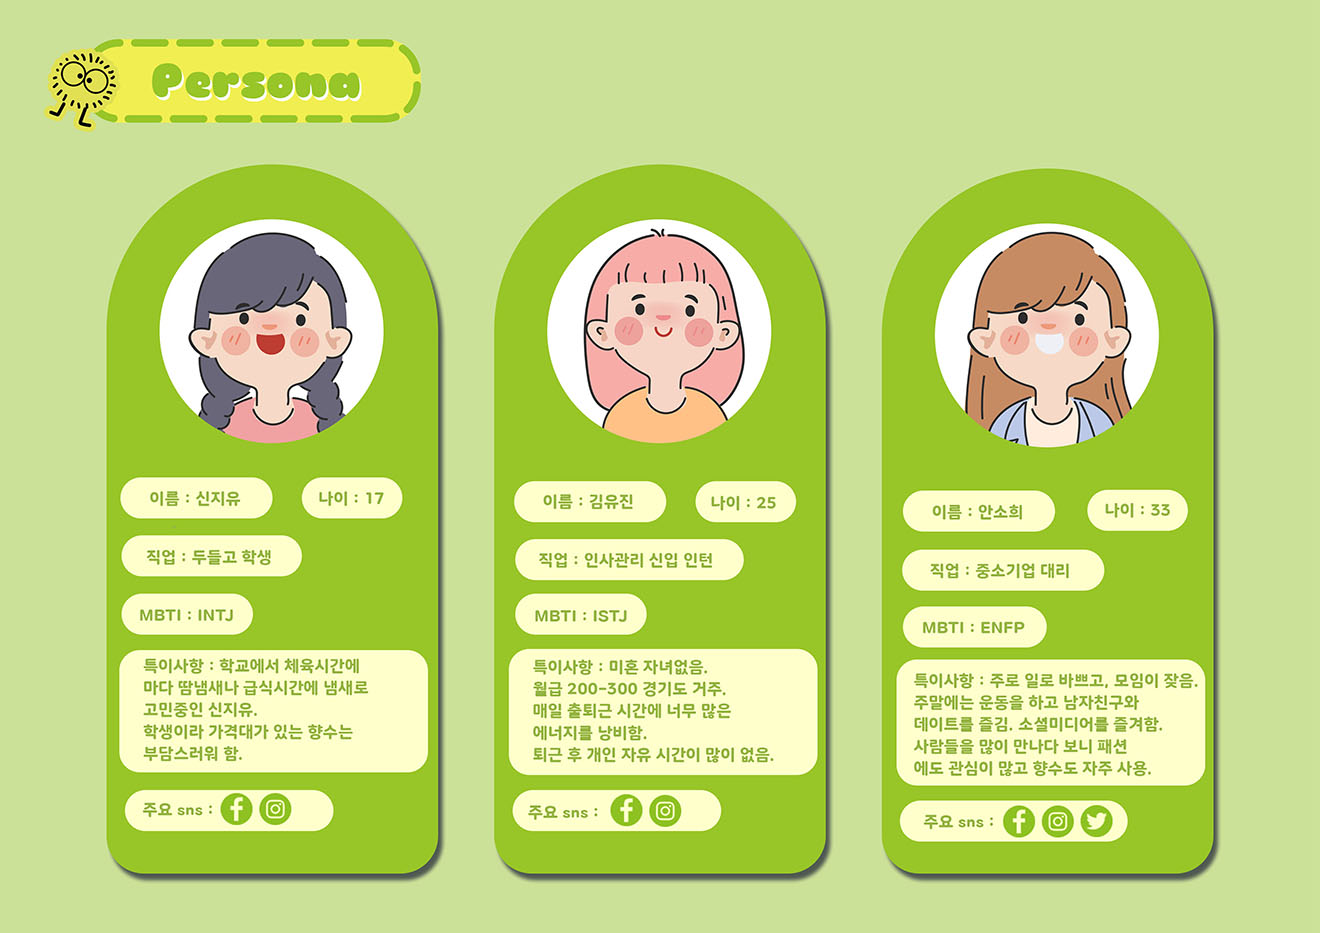 Persona
이름 : 신지유
나이 : 17
직업 : 두들고 학생
MBTI : INTJ
특이사항 : 학교에서 체육시간에
마다 땀냄새나 급식시간에 냄새로
고민중인 신지유.
학생이라 가격대가 있는 향수는
부담스러워 함.
주요 sns :
이름 : 김유진
나이 : 25
직업 : 인사관리 신입 인턴
MBTI : ISTJ
특이사항 : 미혼 자녀없음.
월급 200-300 경기도 거주.
매일 출퇴근 시간에 너무 많은
에너지를 낭비함.
퇴근 후 개인 자유 시간이 많이 없음.
주요 sns :
이름 : 안소희
나이 : 33
직업 : 중소기업 대리
MBTI : ENFP
특이사항 : 주로 일로 바쁘고, 모임이 잦음.
주말에는 운동을 하고 남자친구와
데이트를 즐김. 소셜미디어를 즐겨함.
사람들을 많이 만나다 보니 패션
에도 관심이 많고 향수도 자주 사용.
주요 sns :